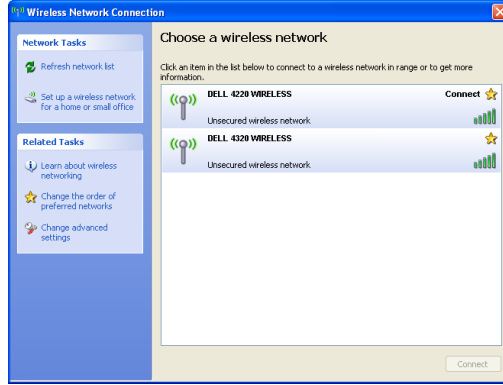 Wireless Network Connection
Network Tasks
Refresh network list
Set up a wireless network
for a home or small office
Related Tasks
Learn about wireless
networking
Change the order of
preferred networks
Change advanced
settings
Choose a wireless network
Click an item in the list below to connect to a wireless network in range or to get more
information.
DELL 4220 WIRELESS Connect
Unsecured wireless network
DELL 4320 WIRELESS
Unsecured wireless network
Connect